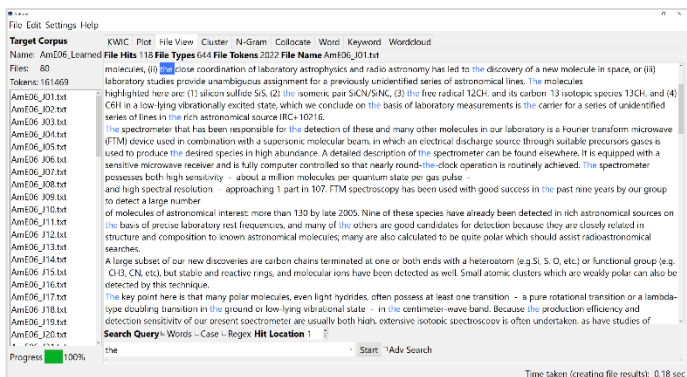 AntConc
File Edit Settings Help
Target Corpus
Name: AmE06_Learned
Files: 80
Tokens: 161469
AmE06_J01.txt
AmE06_J02.txt
AmE06_J03.txt
AmE06_J04.txt
AmE06_J05.txt
AmE06_J06.txt
AmE06_J07.txt
AmE06_J08.txt
AmE06_J09.txt
AmE06_J10.txt
AmE06_J11.txt
AmE06_J12.txt
AmE06_J13.txt
AmE06_J14.txt
AmE06_J15.txt
AmE06_J16.txt
AmE06_J17.txt
AmE06_J18.txt
AmE06_J19.txt
AmE06_J20.txt
Progress 100%
KWIC Plot File View Cluster N-Gram Collocate Word Keyword Wordcloud
File Hits 118 File Types 644 File Tokens 2022 File Name AmE06_J01.txt
molecules, (ii) the close coordination of laboratory astrophysics and radio astronomy has led to the discovery of a new molecule in space, or (iii)
laboratory studies provide unambiguous assignment for a previously unidentified series of astronomical lines. The molecules
highlighted here are: (1) silicon sulfide SiS, (2) the isomeric pair SiCN/SiNC, (3) the free radical 12CH, and its carbon-13 isotopic species 13CH, and (4)
C6H in a low-lying vibrationally excited state, which we conclude on the basis of laboratory measurements is the carrier for a series of unidentified
series of lines in the rich astronomical source IRC+10216.
The spectrometer that has been responsible for the detection of these and many other molecules in our laboratory is a Fourier transform microwave
(FTM) device used in combination with a supersonic molecular beam, in which an electrical discharge source through suitable precursors gases is
used to produce the desired species in high abundance. A detailed description of the spectrometer can be found elsewhere. It is equipped with a
sensitive microwave receiver and is fully computer controlled so that nearly round-the-clock operation is routinely achieved. The spectrometer
possesses both high sensitivity - about a million molecules per quantum state per gas pulse -
and high spectral resolution - approaching 1 part in 107. FTM spectroscopy has been used with good success in the past nine years by our group
to detect a large number
of molecules of astronomical interest: more than 130 by late 2005. Nine of these species have already been detected in rich astronomical sources on
the basis of precise laboratory rest frequencies, and many of the others are good candidates for detection because they are closely related in
structure and composition to known astronomical molecules; many are also calculated to be quite polar which should assist radioastronomical
searches.
A large subset of our new discoveries are carbon chains terminated at one or both ends with a heteroatom (e.g.Si, S, O, etc.) or functional group (e.g.
CH3, CN, etc), but stable and reactive rings, and molecular ions have been detected as well. Small atomic clusters which are weakly polar can also be
detected by this technique.
The key point here is that many polar molecules, even light hydrides, often possess at least one transition - a pure rotational transition or a lambda-
type doubling transition in the ground or low-lying vibrational state - in the centimeter-wave band. Because the production efficiency and
detection sensitivity of our present spectrometer are usually both high, extensive isotopic spectroscopy is often undertaken, as have studies of
Search Query Words Case Regex Hit Location 1
the Start Adv Search
Time taken (creating file results): 0.18 sec